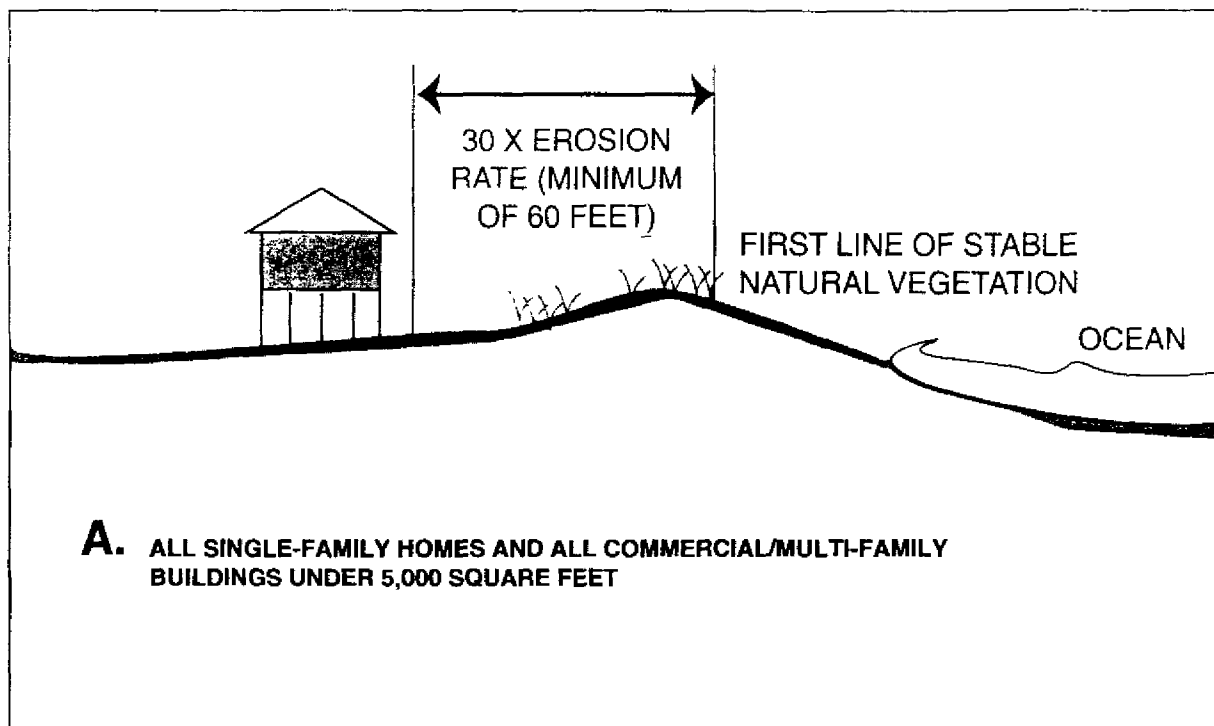 30 X EROSION
RATE (MINIMUM
OF 60 FEET)
FIRST LINE OF STABLE
NATURAL VEGETATION
OCEAN
A. ALL SINGLE-FAMILY HOMES AND ALL COMMERCIAL/MULTI-FAMILY
BUILDINGS UNDER 5,000 SQUARE FEET